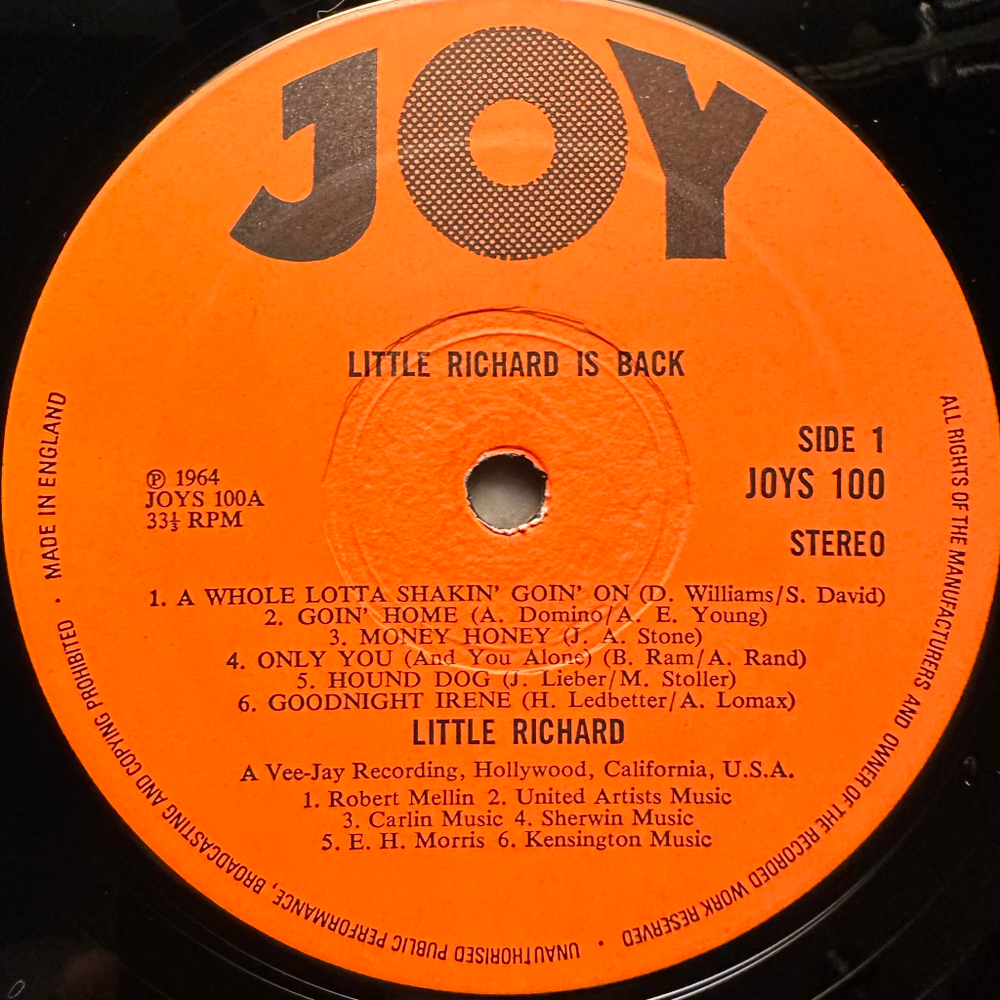 JOY
LITTLE RICHARD IS BACK
SIDE 1
JOYS 100
STEREO
℗ 1964
JOYS 100A
33⅓ RPM
1. A WHOLE LOTTA SHAKIN' GOIN' ON (D. Williams/S. David)
2. GOIN' HOME (A. Domino/A. E. Young)
3. MONEY HONEY (J. A. Stone)
4. ONLY YOU (And You Alone) (B. Ram/A. Rand)
5. HOUND DOG (J. Lieber/M. Stoller)
6. GOODNIGHT IRENE (H. Ledbetter/A. Lomax)
LITTLE RICHARD
A Vee-Jay Recording, Hollywood, California, U.S.A.
1. Robert Mellin 2. United Artists Music
3. Carlin Music 4. Sherwin Music
5. E. H. Morris 6. Kensington Music
ALL RIGHTS OF THE MANUFACTURERS AND OWNER OF THE RECORDED WORK RESERVED • UNAUTHORISED PUBLIC PERFORMANCE, BROADCASTING AND COPYING PROHIBITED • MADE IN ENGLAND